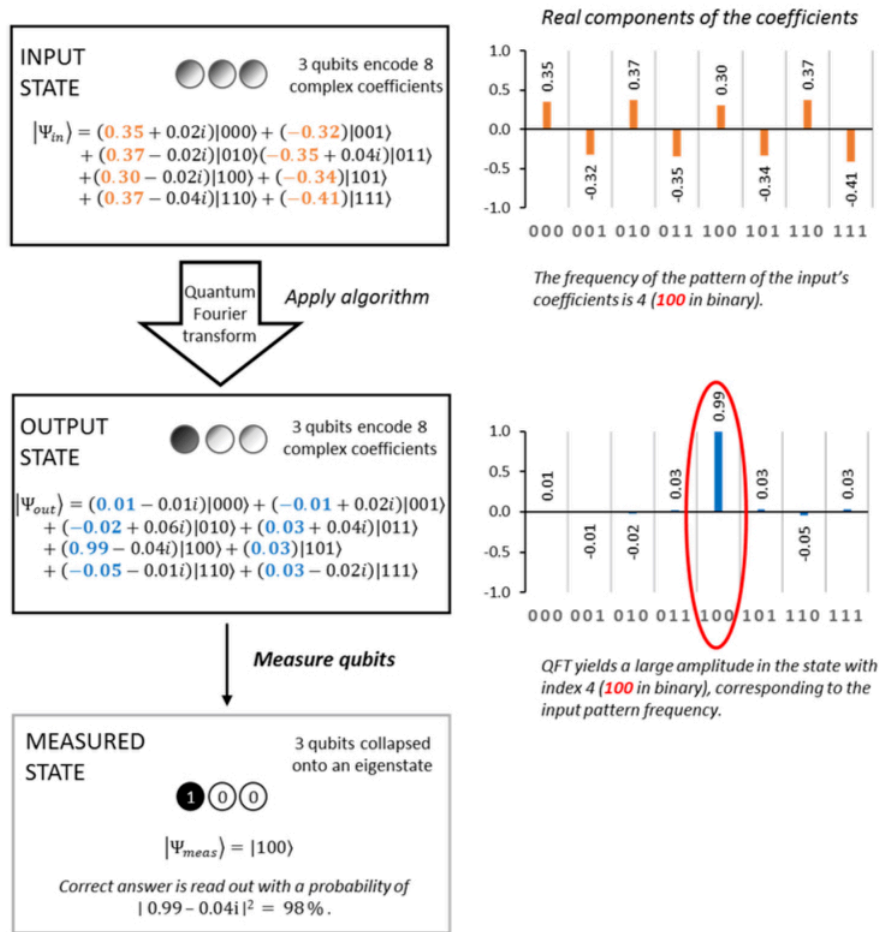 INPUT
STATE
3 qubits encode 8
complex coefficients
|Ψin⟩ = (0.35 + 0.02i)|000⟩ + (−0.32)|001⟩
+ (0.37 − 0.02i)|010⟩(−0.35 + 0.04i)|011⟩
+(0.30 − 0.02i)|100⟩ + (−0.34)|101⟩
+ (0.37 − 0.04i)|110⟩ + (−0.41)|111⟩
Real components of the coefficients
1.0
0.5
0.0
-0.5
-1.0
0.35
-0.32
0.37
-0.35
0.30
-0.34
0.37
-0.41
000 001 010 011 100 101 110 111
The frequency of the pattern of the input's
coefficients is 4 (100 in binary).
Quantum
Fourier
transform
Apply algorithm
OUTPUT
STATE
3 qubits encode 8
complex coefficients
|Ψout⟩ = (0.01 − 0.01i)|000⟩ + (−0.01 + 0.02i)|001⟩
+ (−0.02 + 0.06i)|010⟩ + (0.03 + 0.04i)|011⟩
+ (0.99 − 0.04i)|100⟩ + (0.03)|101⟩
+ (−0.05 − 0.01i)|110⟩ + (0.03 − 0.02i)|111⟩
1.0
0.5
0.0
-0.5
-1.0
0.01
-0.01
-0.02
0.03
0.99
0.03
-0.05
0.03
000 001 010 011 100 101 110 111
QFT yields a large amplitude in the state with
index 4 (100 in binary), corresponding to the
input pattern frequency.
Measure qubits
MEASURED
STATE
3 qubits collapsed
onto an eigenstate
1 0 0
|Ψmeas⟩ = |100⟩
Correct answer is read out with a probability of
| 0.99 – 0.04i |² = 98%.